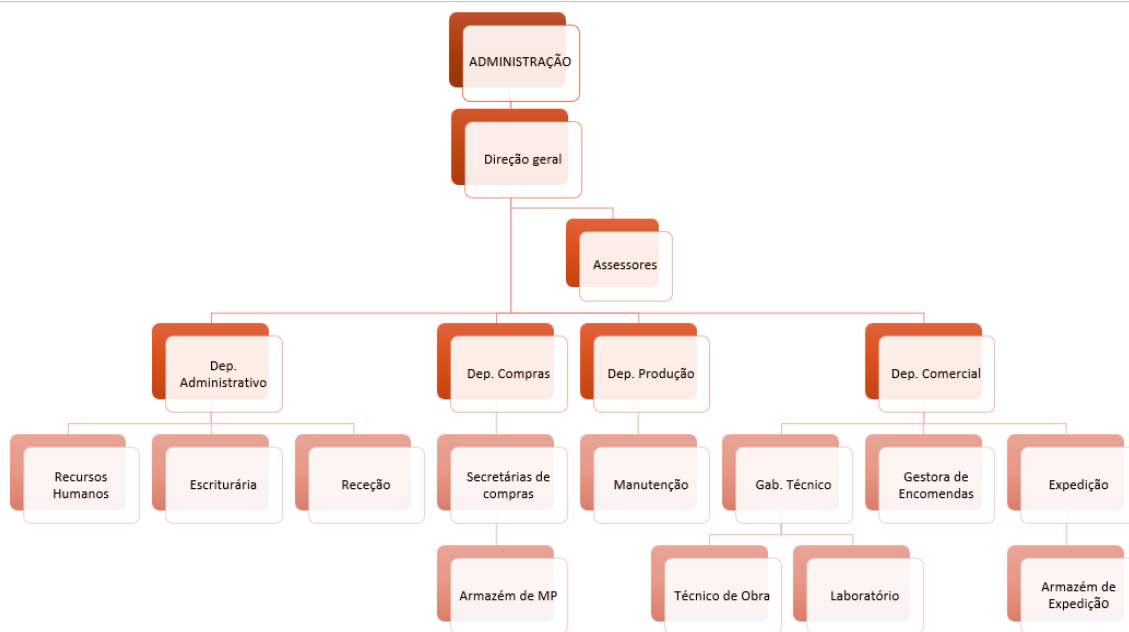 ADMINISTRAÇÃO
Direção geral
Assessores
Dep.
Administrativo
Dep. Compras
Dep. Produção
Dep. Comercial
Recursos
Humanos
Escriturária
Receção
Secretárias de
compras
Manutenção
Gab. Técnico
Gestora de
Encomendas
Expedição
Armazém de MP
Técnico de Obra
Laboratório
Armazém de
Expedição